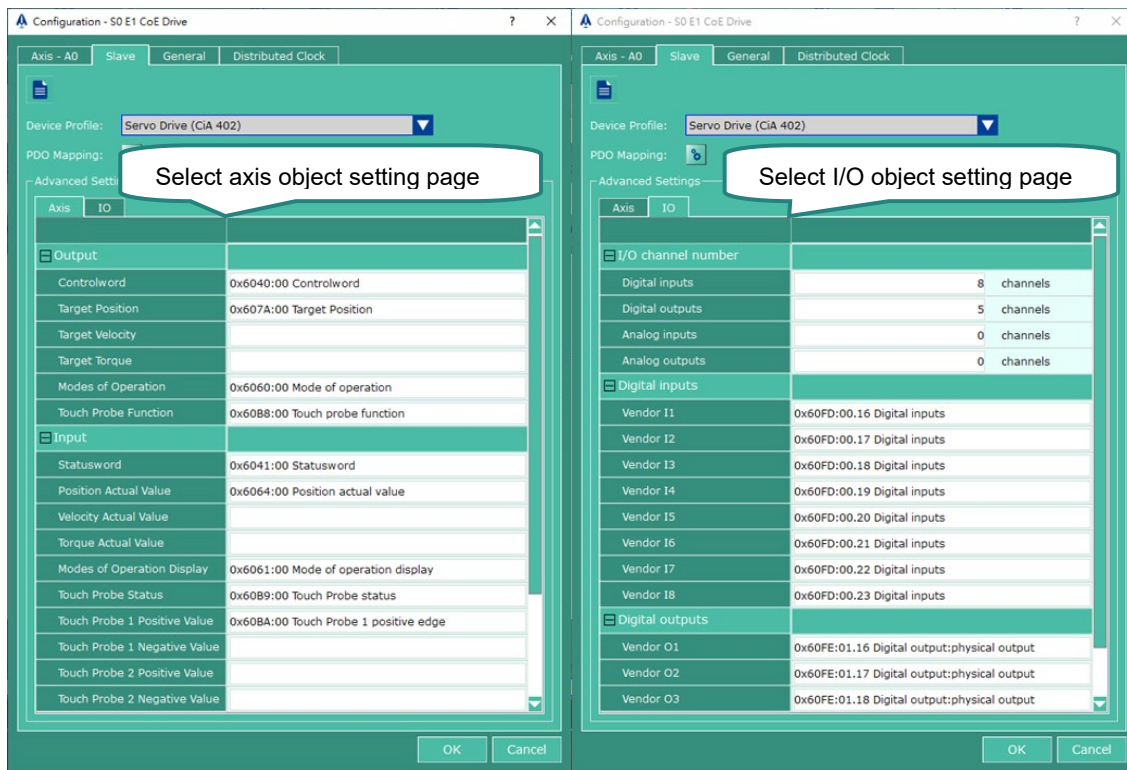 Configuration - S0 E1 CoE Drive ? ×
Axis - A0 Slave General Distributed Clock
Device Profile: Servo Drive (CiA 402)
PDO Mapping:
Select axis object setting page
Advanced Setti
Axis IO
Output
Controlword 0x6040:00 Controlword
Target Position 0x607A:00 Target Position
Target Velocity
Target Torque
Modes of Operation 0x6060:00 Mode of operation
Touch Probe Function 0x60B8:00 Touch probe function
Input
Statusword 0x6041:00 Statusword
Position Actual Value 0x6064:00 Position actual value
Velocity Actual Value
Torque Actual Value
Modes of Operation Display 0x6061:00 Mode of operation display
Touch Probe Status 0x60B9:00 Touch Probe status
Touch Probe 1 Positive Value 0x60BA:00 Touch Probe 1 positive edge
Touch Probe 1 Negative Value
Touch Probe 2 Positive Value
Touch Probe 2 Negative Value
OK Cancel
Configuration - S0 E1 CoE Drive ? ×
Axis - A0 Slave General Distributed Clock
Device Profile: Servo Drive (CiA 402)
PDO Mapping:
Select I/O object setting page
Advanced Settings
Axis IO
I/O channel number
Digital inputs 8 channels
Digital outputs 5 channels
Analog inputs 0 channels
Analog outputs 0 channels
Digital inputs
Vendor I1 0x60FD:00.16 Digital inputs
Vendor I2 0x60FD:00.17 Digital inputs
Vendor I3 0x60FD:00.18 Digital inputs
Vendor I4 0x60FD:00.19 Digital inputs
Vendor I5 0x60FD:00.20 Digital inputs
Vendor I6 0x60FD:00.21 Digital inputs
Vendor I7 0x60FD:00.22 Digital inputs
Vendor I8 0x60FD:00.23 Digital inputs
Digital outputs
Vendor O1 0x60FE:01.16 Digital output:physical output
Vendor O2 0x60FE:01.17 Digital output:physical output
Vendor O3 0x60FE:01.18 Digital output:physical output
OK Cancel